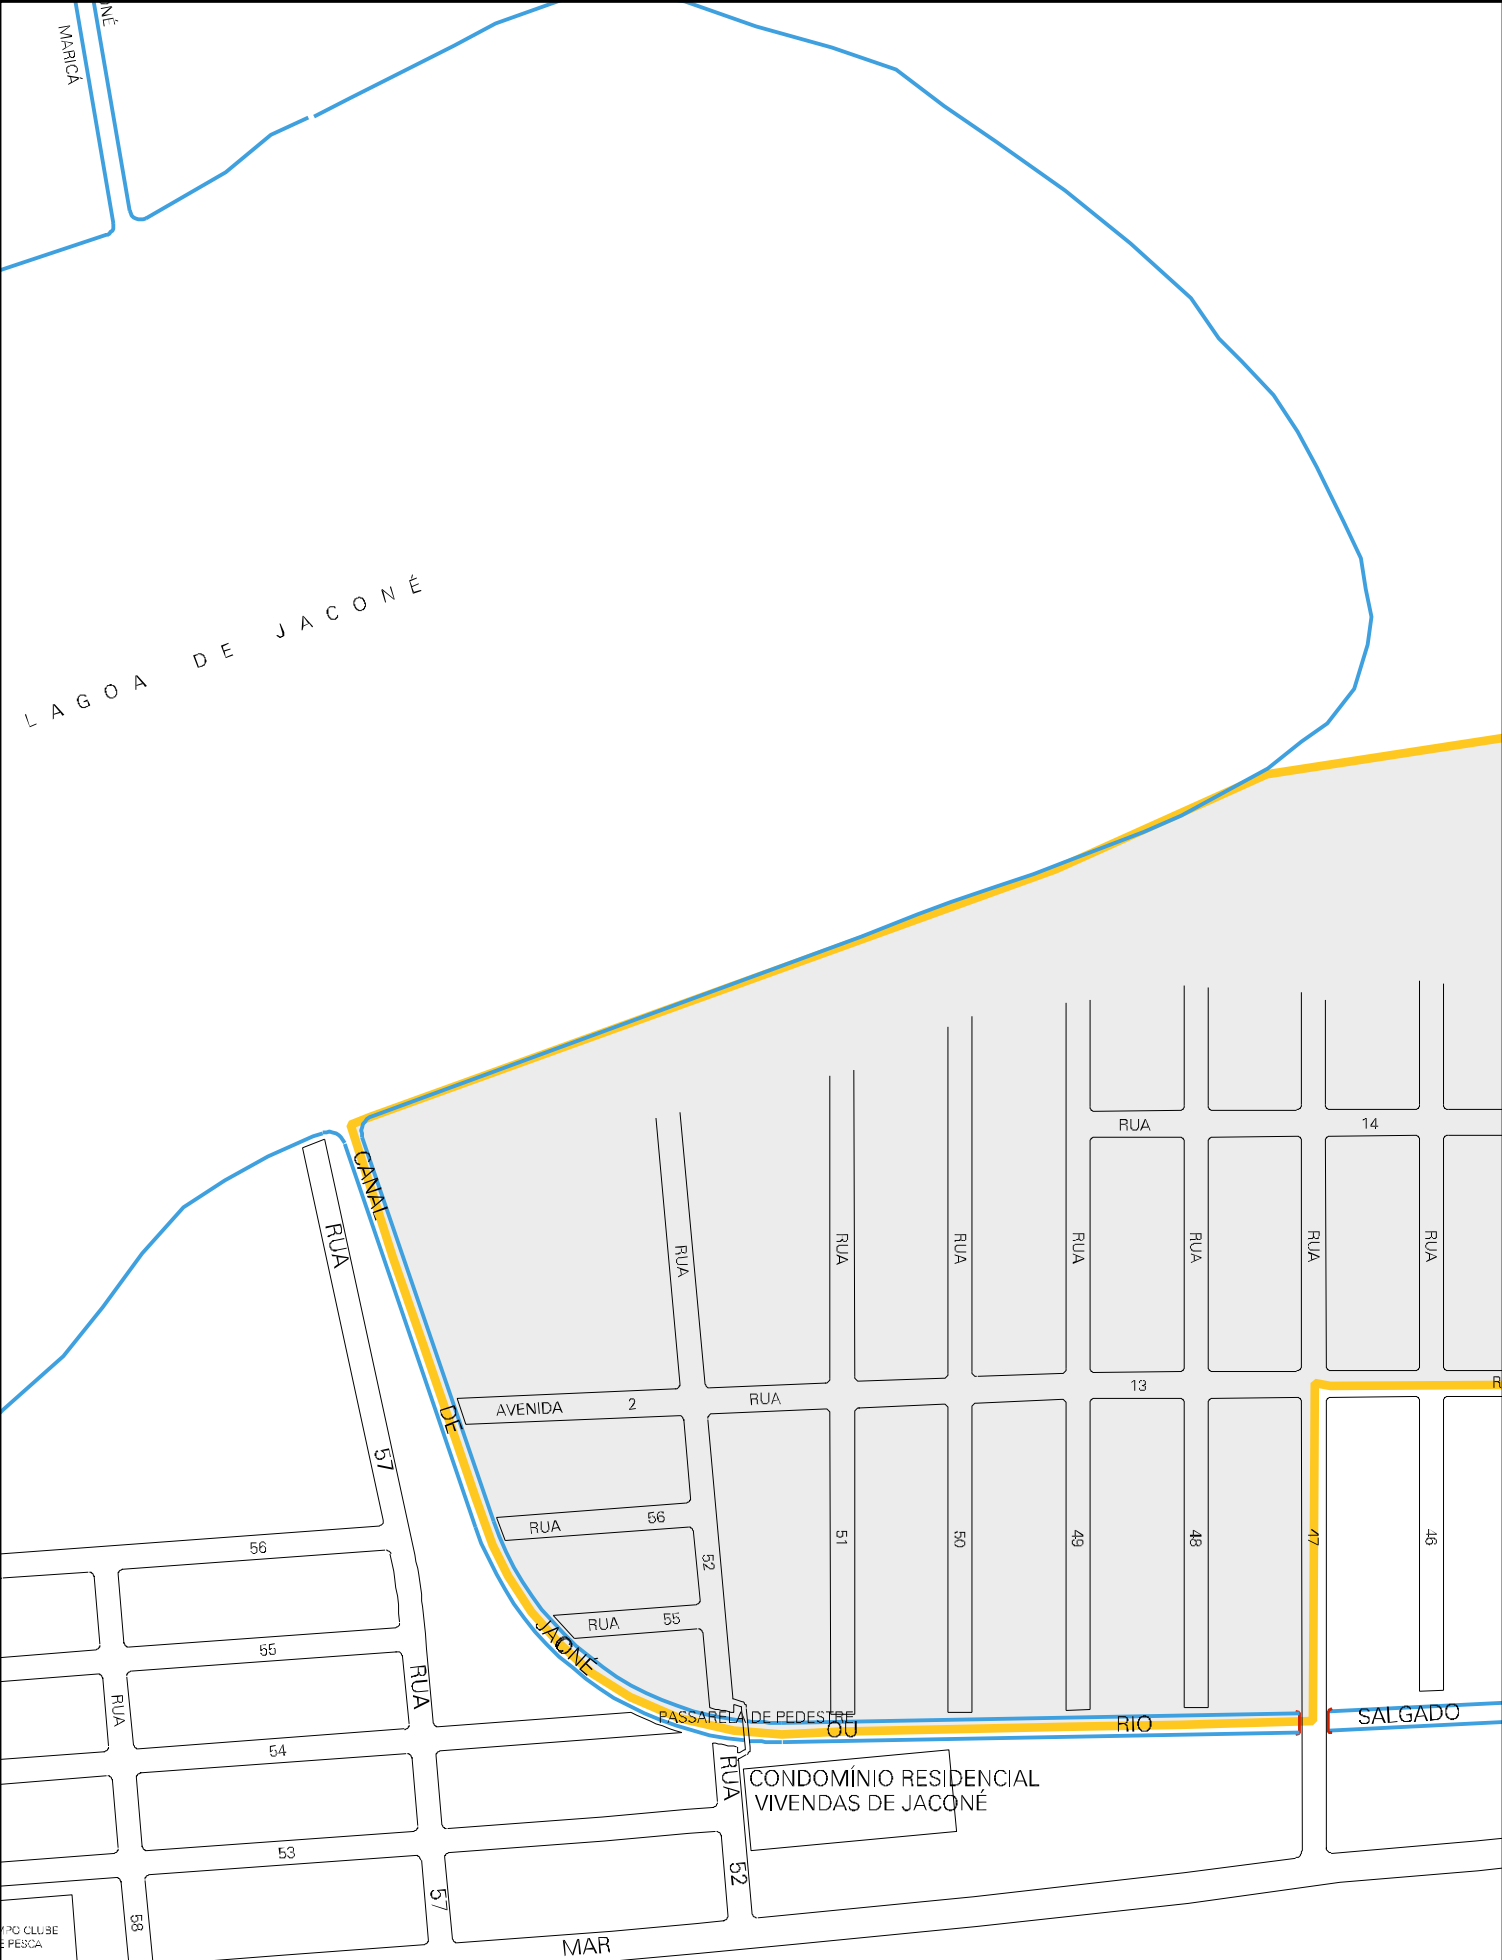 MARICÁ
LAGOA DE JACONÉ
RUA 14
RUA 57
CANAL DE JACONÉ OU RIO SALGADO
RUA 52
RUA 51
RUA 50
RUA 49
RUA 48
RUA 47
RUA 46
AVENIDA 2
RUA 13
RUA 56
RUA 55
56
55
54
53
RUA 58
RUA 57
PASSARELA DE PEDESTRE
RUA 52
CONDOMÍNIO RESIDENCIAL
VIVENDAS DE JACONÉ
MAR
CLUBE
PESCA